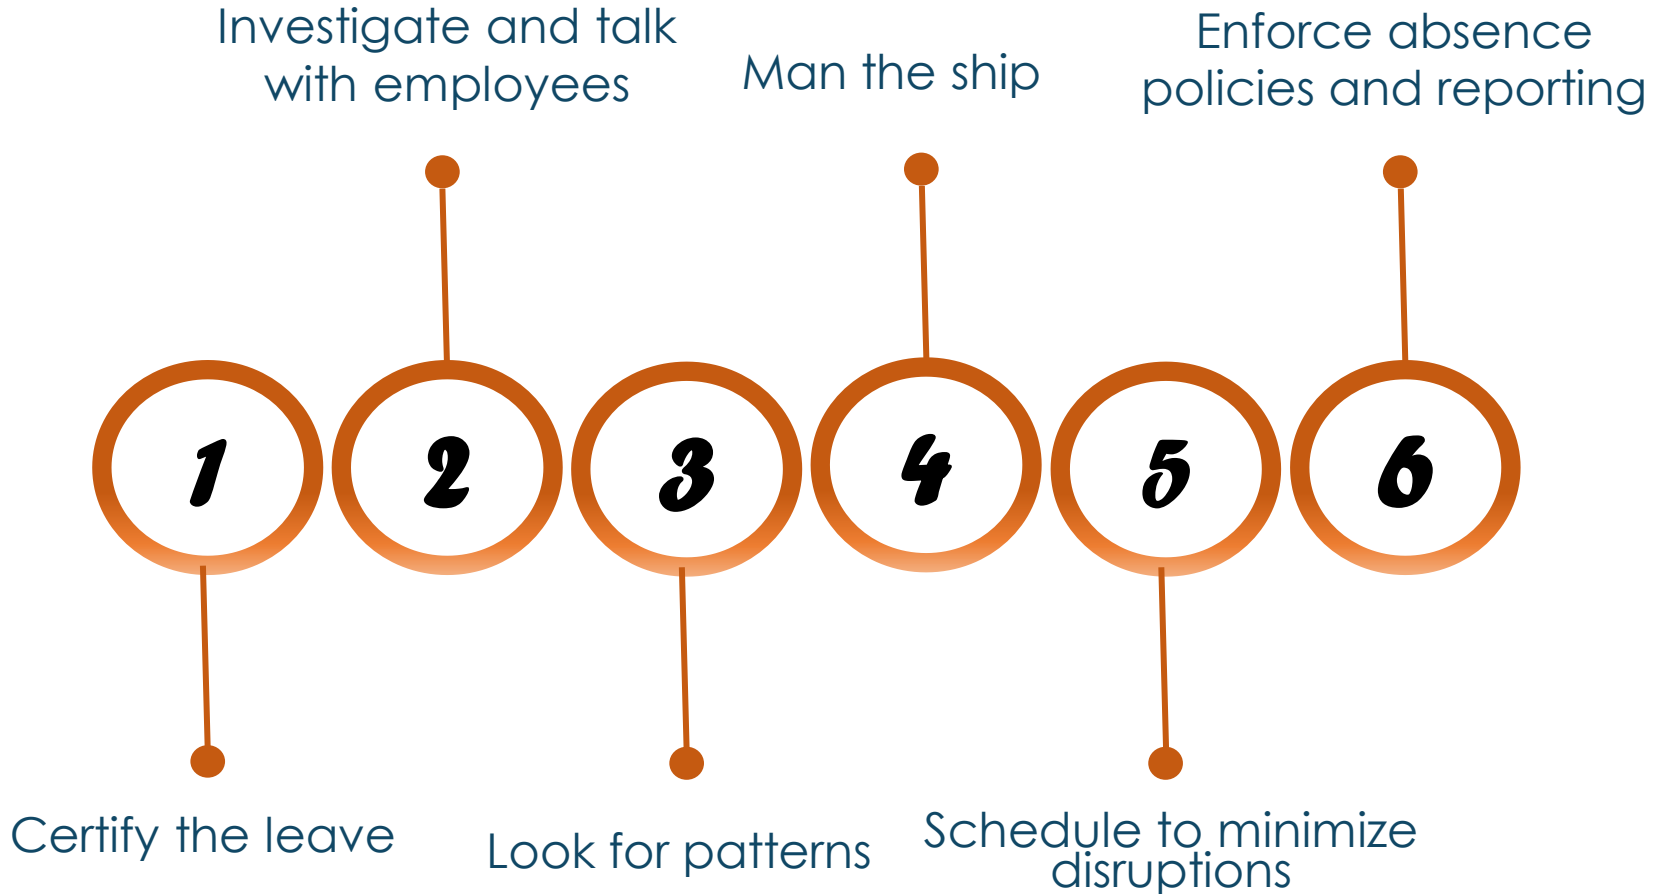 Investigate and talk
with employees
Man the ship
Enforce absence
policies and reporting
1
2
3
4
5
6
Certify the leave
Look for patterns
Schedule to minimize
disruptions